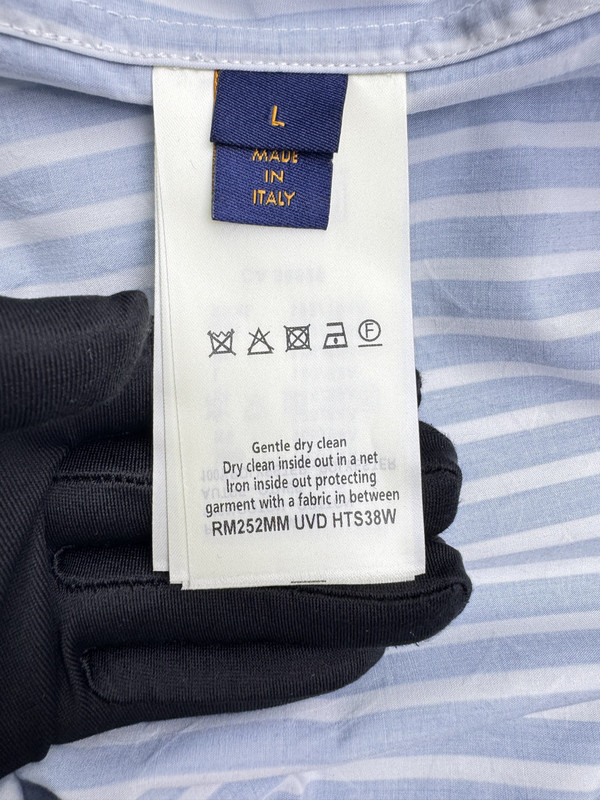 L
MADE
IN
ITALY
F
Gentle dry clean
Dry clean inside out in a net
Iron inside out protecting
garment with a fabric in between
RM252MM UVD HTS38W